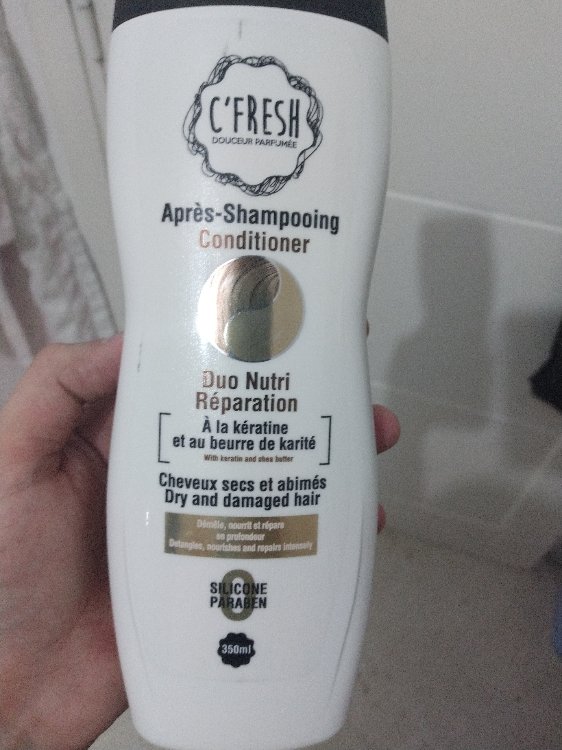 C'FRESH
DOUCEUR PARFUMÉE
Après-Shampooing
Conditioner
Duo Nutri
Réparation
À la kératine
et au beurre de karité
With keratin and shea butter
Cheveux secs et abimés
Dry and damaged hair
Démêle, nourrit et répare
en profondeur
Detangles, nourishes and repairs intensely
0
SILICONE
PARABEN
350ml